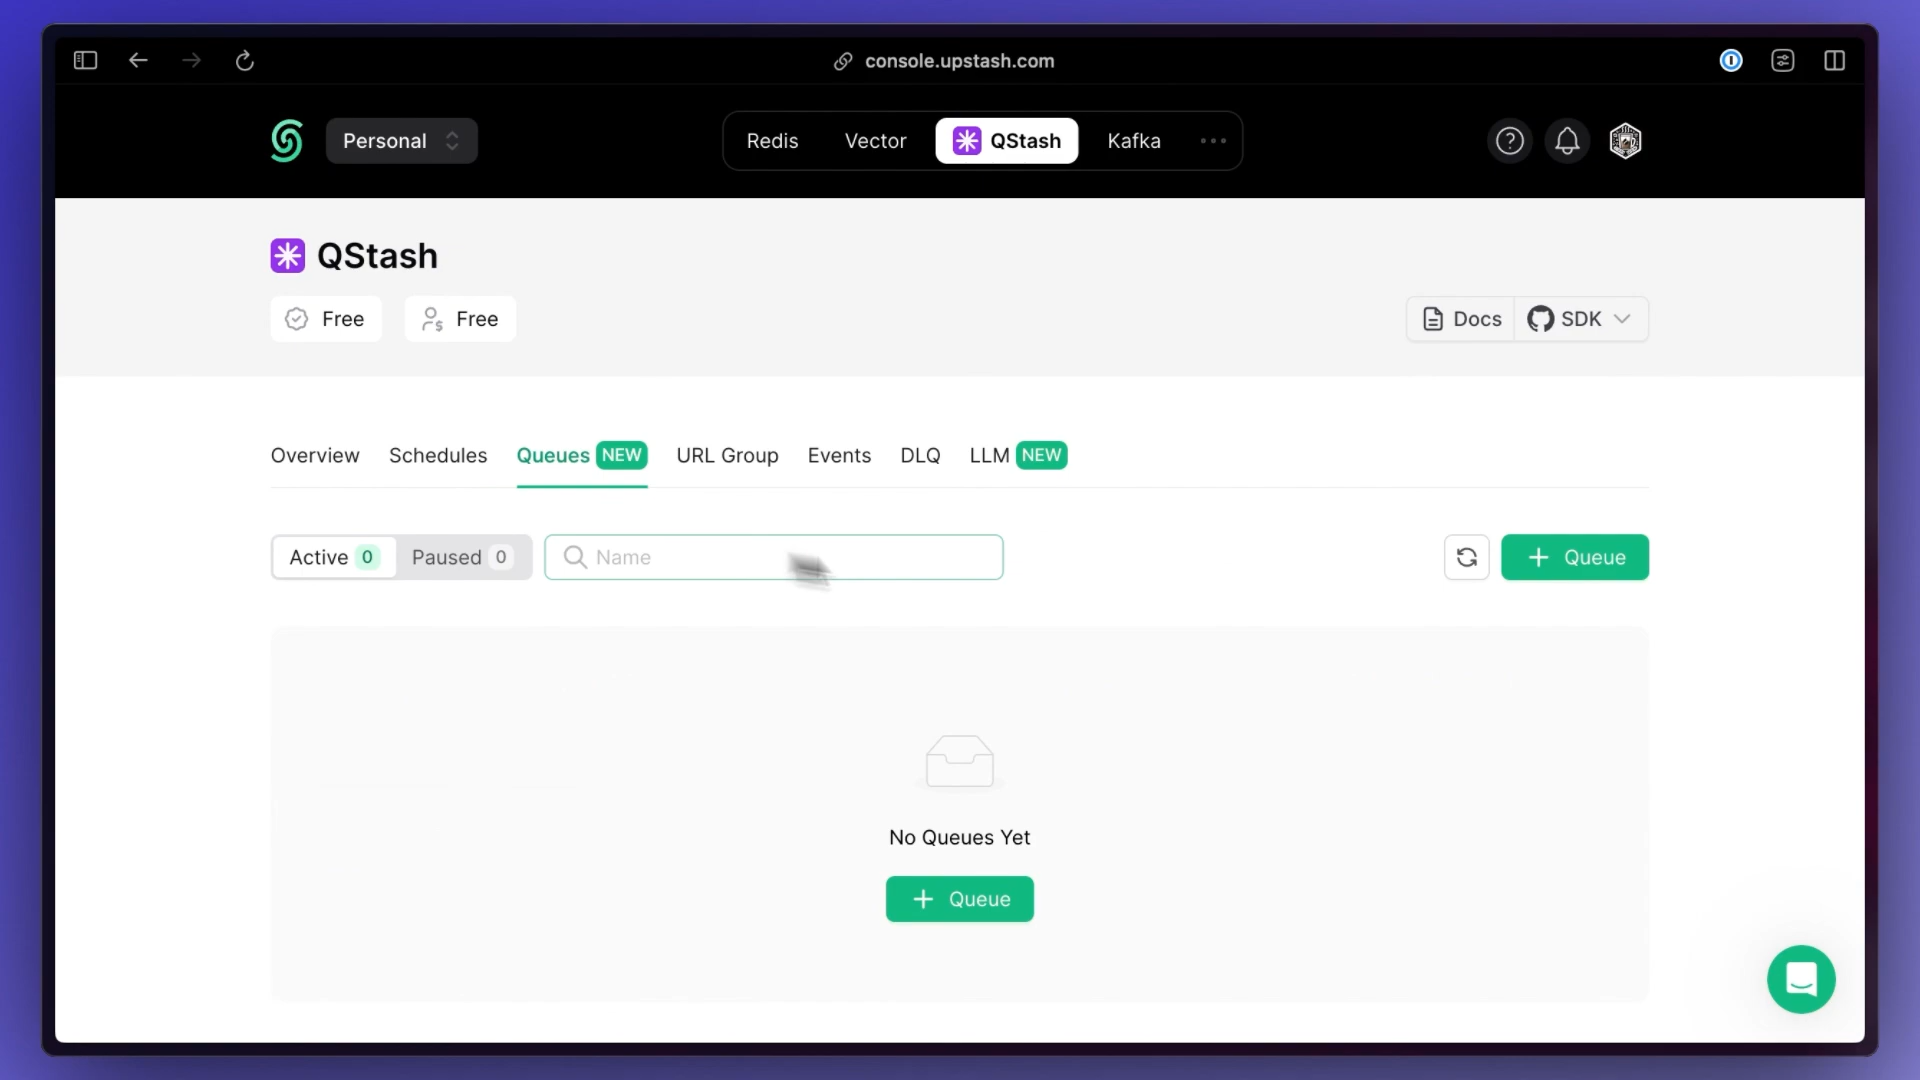 console.upstash.com
Personal
Redis Vector QStash Kafka
QStash
Free Free
Docs SDK
Overview Schedules Queues NEW URL Group Events DLQ LLM NEW
Active 0 Paused 0 Name
Queue
No Queues Yet
Queue